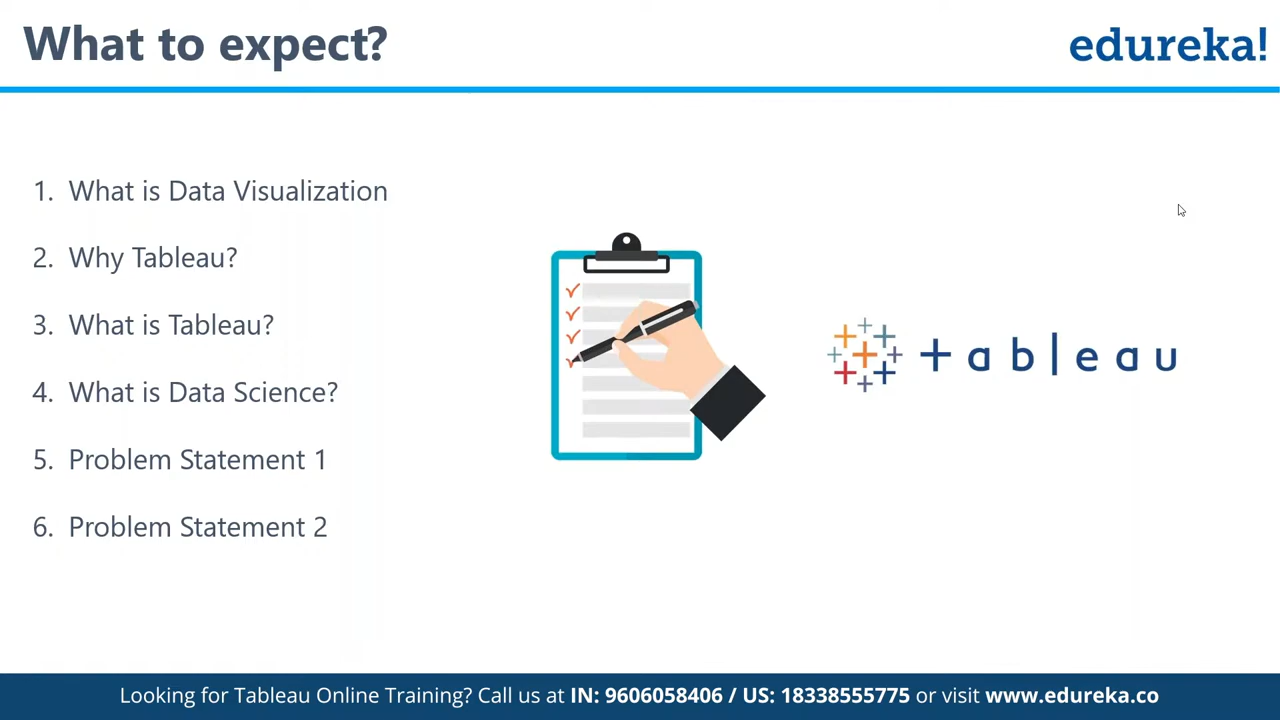 What to expect?
edureka!
1. What is Data Visualization
2. Why Tableau?
3. What is Tableau?
4. What is Data Science?
5. Problem Statement 1
6. Problem Statement 2
+ableau
Looking for Tableau Online Training? Call us at IN: 9606058406 / US: 18338555775 or visit www.edureka.co